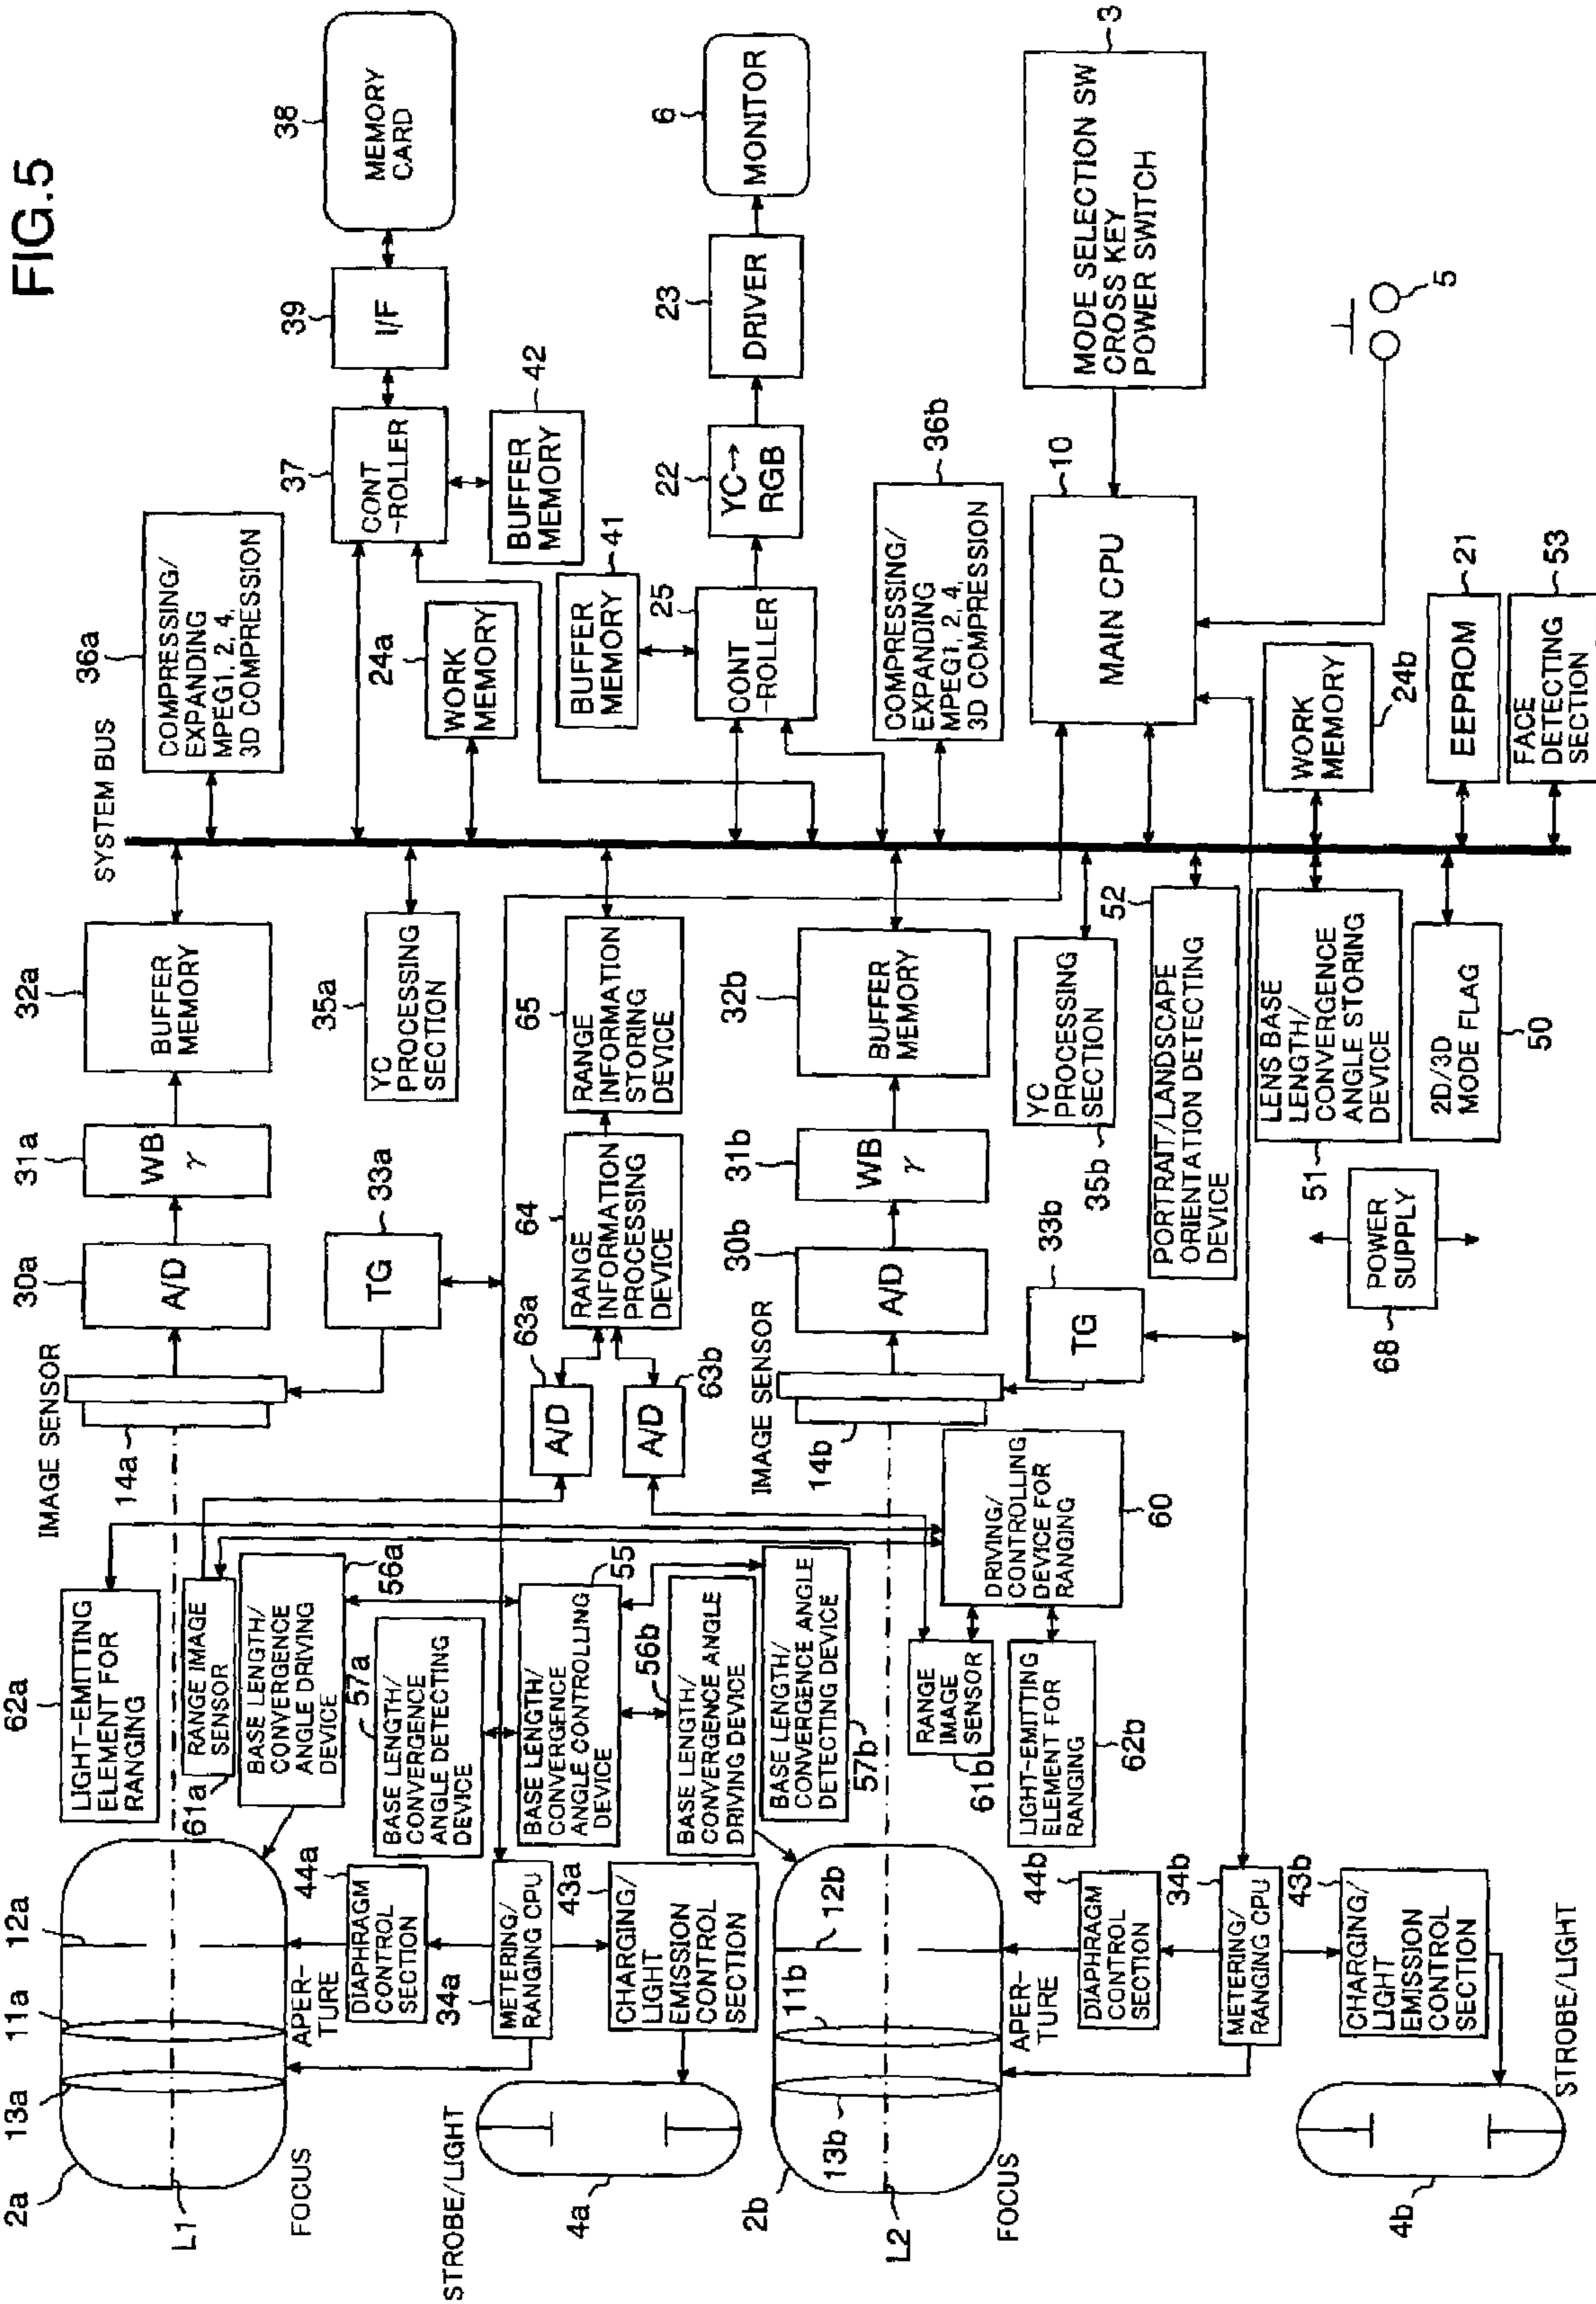 FIG.5
2a
13a
11a
12a
L1
FOCUS
APER-
TURE
62a
LIGHT-EMITTING
ELEMENT FOR
RANGING
61a
RANGE IMAGE
SENSOR
BASE LENGTH/
CONVERGENCE
ANGLE DRIVING
DEVICE
56a
IMAGE SENSOR
14a
30a
A/D
31a
WB
γ
32a
BUFFER
MEMORY
SYSTEM BUS
36a
COMPRESSING/
EXPANDING
MPEG1, 2, 4,
3D COMPRESSION
38
MEMORY
CARD
39
I/F
37
CONT
-ROLLER
42
BUFFER
MEMORY
33a
TG
35a
YC
PROCESSING
SECTION
24a
WORK
MEMORY
41
BUFFER
MEMORY
44a
DIAPHRAGM
CONTROL
SECTION
34a
METERING/
RANGING CPU
43a
CHARGING/
LIGHT
EMISSION
CONTROL
SECTION
STROBE/LIGHT
4a
57a
BASE LENGTH/
CONVERGENCE
ANGLE DETECTING
DEVICE
55
BASE LENGTH/
CONVERGENCE
ANGLE CONTROLLING
DEVICE
56b
BASE LENGTH/
CONVERGENCE ANGLE
DRIVING DEVICE
BASE LENGTH/
CONVERGENCE ANGLE
DETECTING DEVICE
57b
63a
A/D
63b
A/D
64
RANGE
INFORMATION
PROCESSING
DEVICE
65
RANGE
INFORMATION
STORING
DEVICE
25
CONT
-ROLLER
22
YC→
RGB
23
DRIVER
6
MONITOR
2b
13b
11b
12b
L2
FOCUS
APER-
TURE
IMAGE SENSOR
14b
30b
A/D
31b
WB
γ
32b
BUFFER
MEMORY
36b
COMPRESSING/
EXPANDING
MPEG1, 2, 4,
3D COMPRESSION
RANGE
IMAGE
SENSOR
61b
LIGHT-EMITTING
ELEMENT FOR
RANGING
62b
DRIVING/
CONTROLLING
DEVICE FOR
RANGING
60
33b
TG
YC
PROCESSING
SECTION
35b
10
MAIN CPU
MODE SELECTION SW
CROSS KEY
POWER SWITCH
3
5
44b
DIAPHRAGM
CONTROL
SECTION
34b
METERING/
RANGING CPU
43b
CHARGING/
LIGHT
EMISSION
CONTROL
SECTION
STROBE/LIGHT
4b
52
PORTRAIT/LANDSCAPE
ORIENTATION DETECTING
DEVICE
LENS BASE
LENGTH/
CONVERGENCE
ANGLE STORING
DEVICE
51
2D/3D
MODE FLAG
50
POWER
SUPPLY
68
WORK
MEMORY
24b
EEPROM
21
FACE
DETECTING
SECTION
53